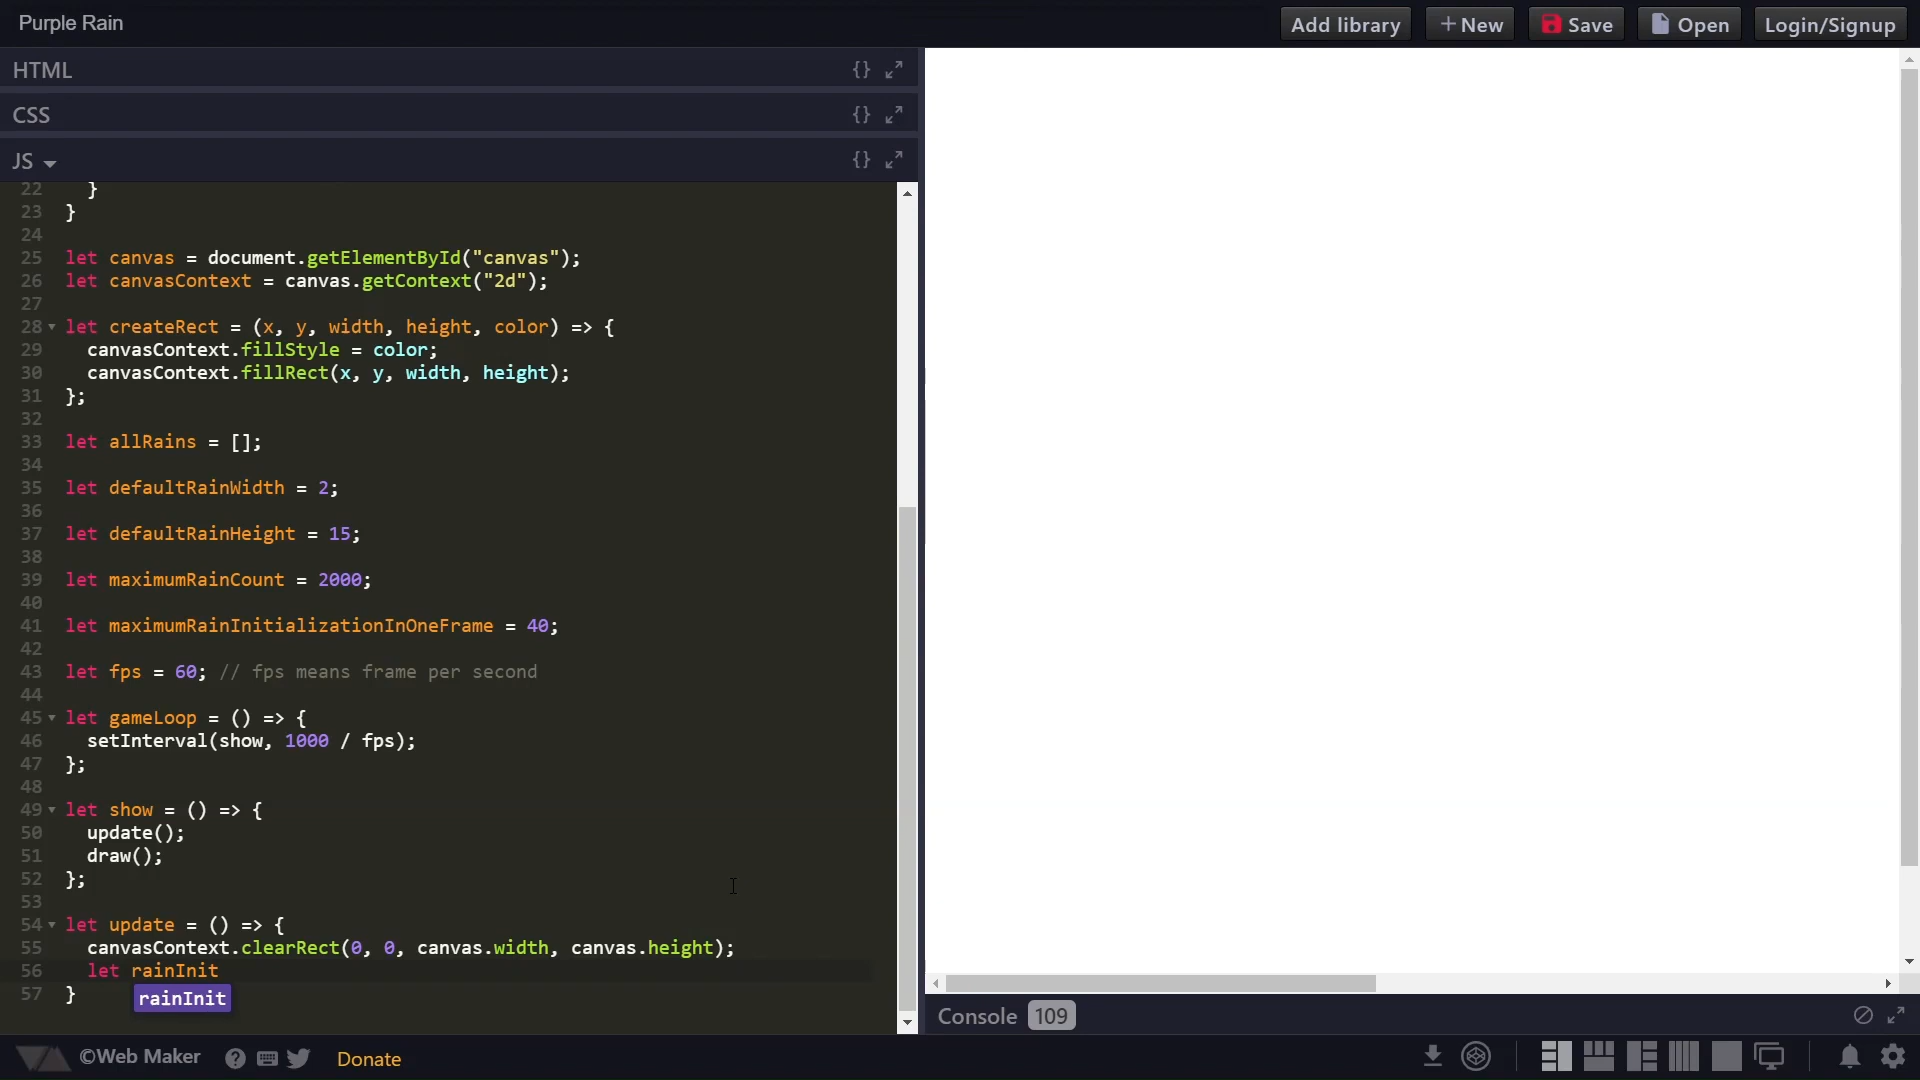 Purple Rain
Add library
+ New
Save
Open
Login/Signup
HTML
{}
CSS
{}
JS
{}
22 }
23 }
24
25 let canvas = document.getElementById("canvas");
26 let canvasContext = canvas.getContext("2d");
27
28 let createRect = (x, y, width, height, color) => {
29 canvasContext.fillStyle = color;
30 canvasContext.fillRect(x, y, width, height);
31 };
32
33 let allRains = [];
34
35 let defaultRainWidth = 2;
36
37 let defaultRainHeight = 15;
38
39 let maximumRainCount = 2000;
40
41 let maximumRainInitializationInOneFrame = 40;
42
43 let fps = 60; // fps means frame per second
44
45 let gameLoop = () => {
46 setInterval(show, 1000 / fps);
47 };
48
49 let show = () => {
50 update();
51 draw();
52 };
53
54 let update = () => {
55 canvasContext.clearRect(0, 0, canvas.width, canvas.height);
56 let rainInit
57 }
rainInit
Console 109
©Web Maker
?
Donate